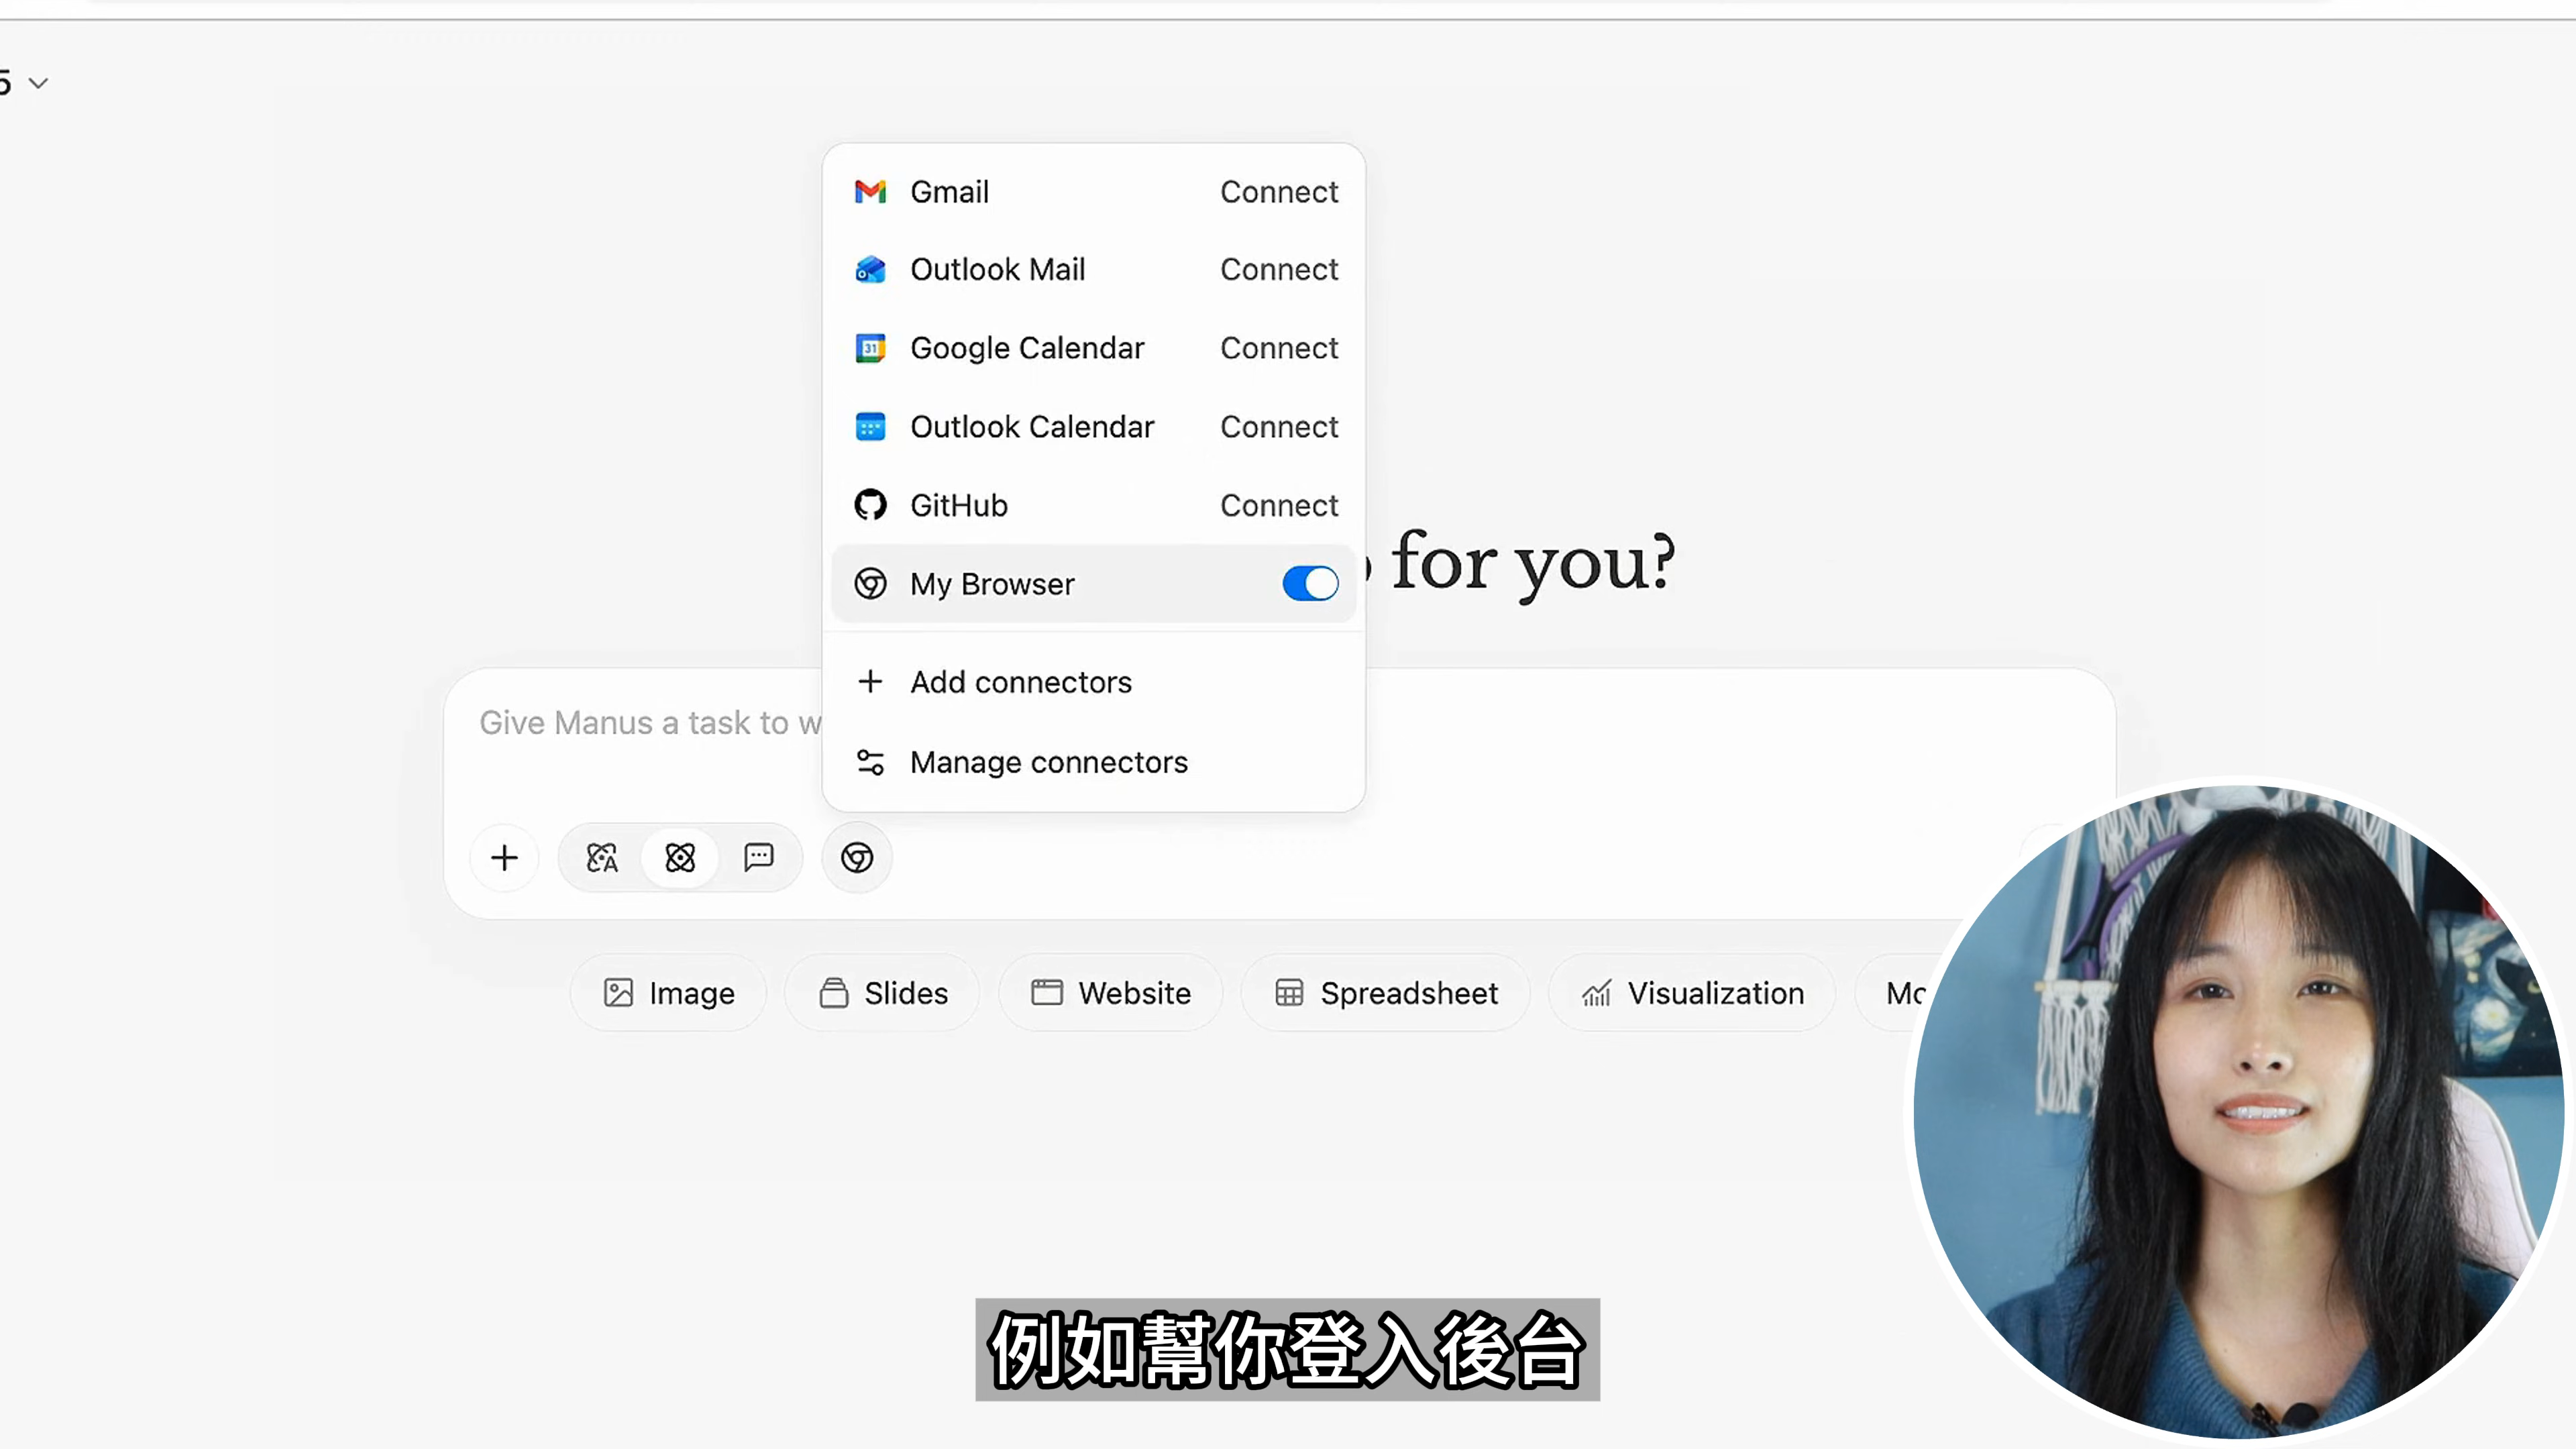 5
Gmail Connect
Outlook Mail Connect
Google Calendar Connect
31
Outlook Calendar Connect
GitHub Connect
for you?
My Browser
Add connectors
Give Manus a task to w
Manage connectors
Image Slides Website Spreadsheet Visualization
例如幫你登入後台